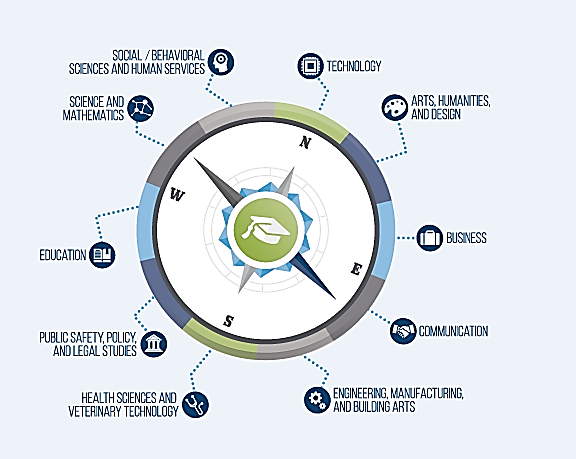 SOCIAL / BEHAVIORAL
SCIENCES AND HUMAN SERVICES
TECHNOLOGY
SCIENCE AND
MATHEMATICS
ARTS, HUMANITIES,
AND DESIGN
N
W
E
S
EDUCATION
BUSINESS
PUBLIC SAFETY, POLICY,
AND LEGAL STUDIES
COMMUNICATION
HEALTH SCIENCES AND
VETERINARY TECHNOLOGY
ENGINEERING, MANUFACTURING,
AND BUILDING ARTS